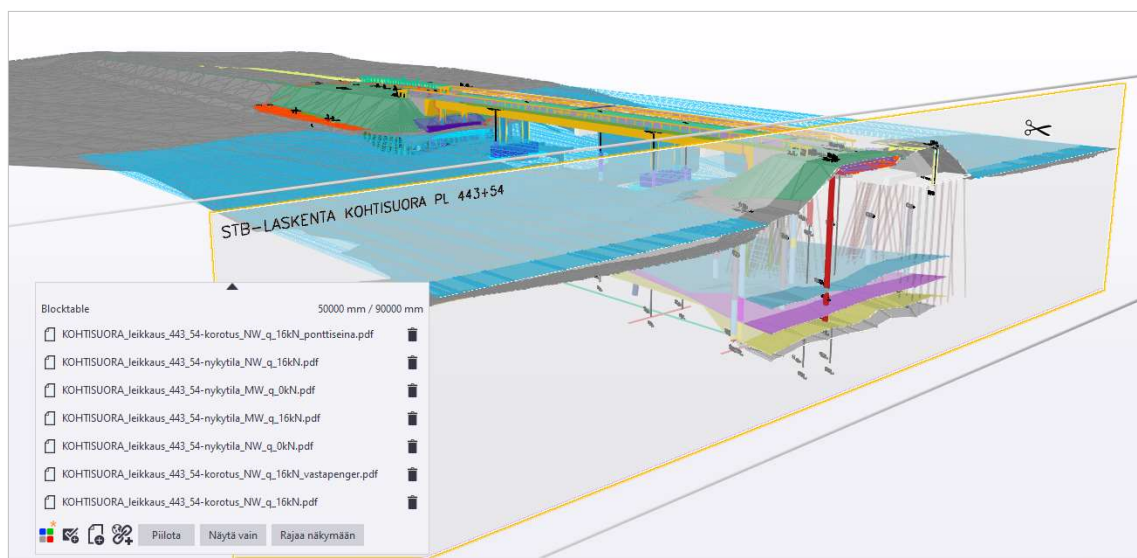 STB-LASKENTA KOHTISUORA PL 443+54
Blocktable 50000 mm / 90000 mm
KOHTISUORA_leikkaus_443_54-korotus_NW_q_16kN_ponttiseina.pdf
KOHTISUORA_leikkaus_443_54-nykytila_NW_q_16kN.pdf
KOHTISUORA_leikkaus_443_54-nykytila_MW_q_0kN.pdf
KOHTISUORA_leikkaus_443_54-nykytila_MW_q_16kN.pdf
KOHTISUORA_leikkaus_443_54-nykytila_NW_q_0kN.pdf
KOHTISUORA_leikkaus_443_54-korotus_NW_q_16kN_vastapenger.pdf
KOHTISUORA_leikkaus_443_54-korotus_NW_q_16kN.pdf
Piilota Näytä vain Rajaa näkymään